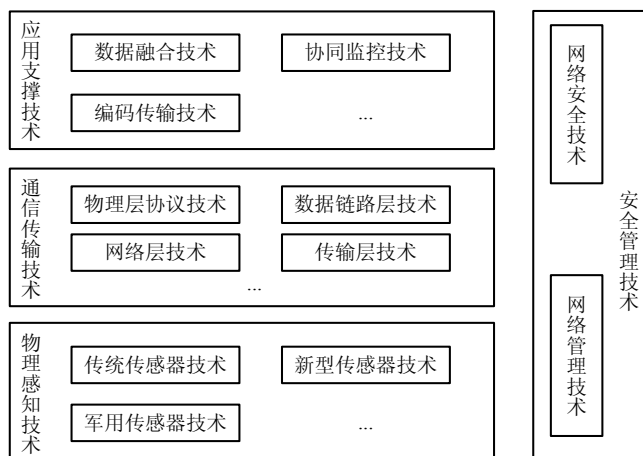 应用支撑技术
数据融合技术
协同监控技术
编码传输技术
...
通信传输技术
物理层协议技术
数据链路层技术
网络层技术
传输层技术
...
物理感知技术
传统传感器技术
新型传感器技术
军用传感器技术
...
网络安全技术
网络管理技术
安全管理技术